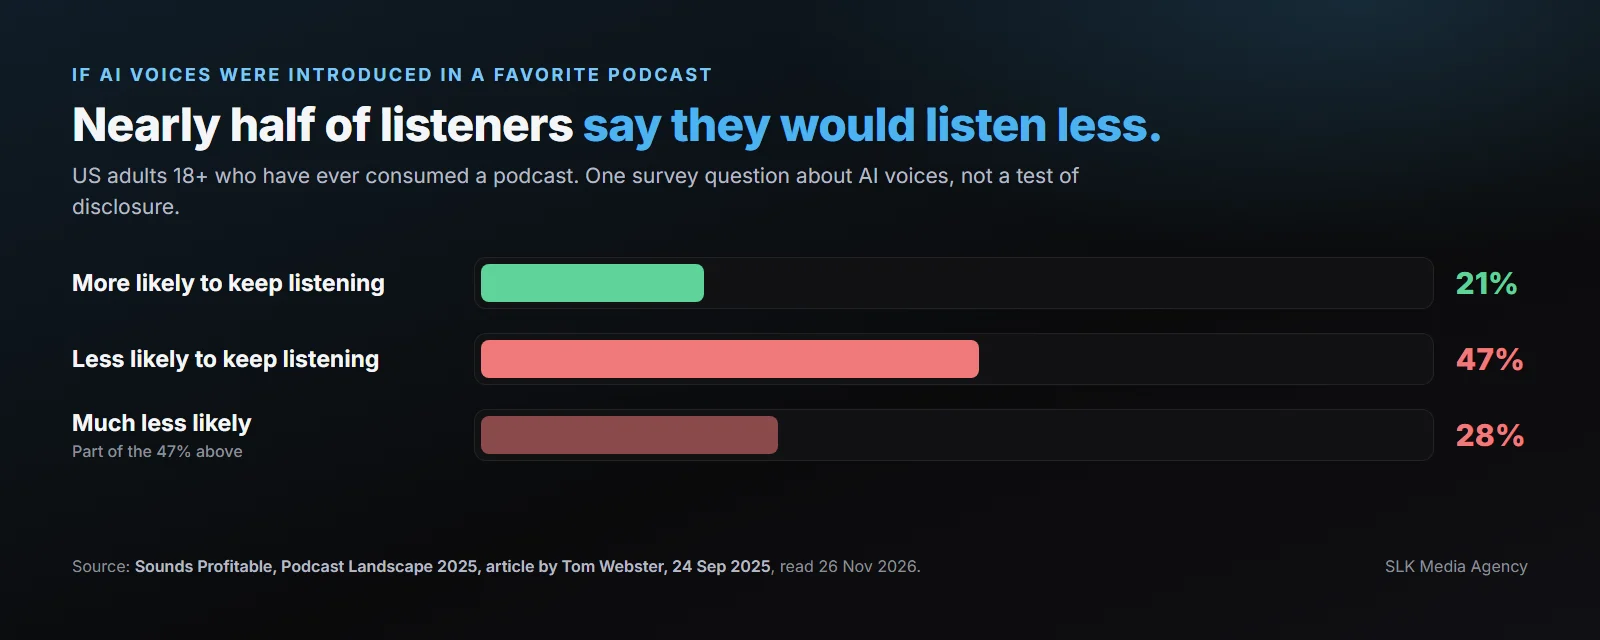 IF AI VOICES WERE INTRODUCED IN A FAVORITE PODCAST
Nearly half of listeners say they would listen less.
US adults 18+ who have ever consumed a podcast. One survey question about AI voices, not a test of
disclosure.
More likely to keep listening
21%
Less likely to keep listening
47%
Much less likely
Part of the 47% above
28%
Source: Sounds Profitable, Podcast Landscape 2025, article by Tom Webster, 24 Sep 2025, read 26 Nov 2026.
SLK Media Agency